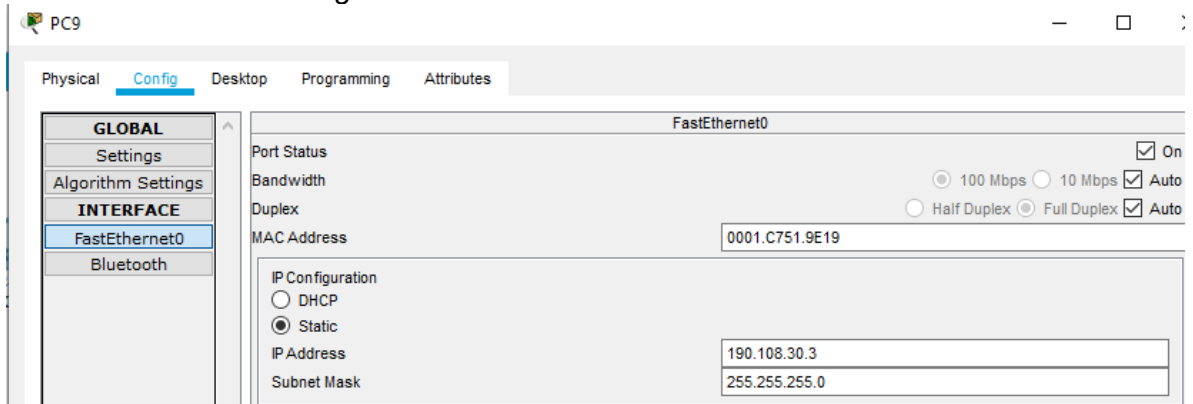 PC9
Physical Config Desktop Programming Attributes
GLOBAL
Settings
Algorithm Settings
INTERFACE
FastEthernet0
Bluetooth
FastEthernet0
Port Status On
Bandwidth 100 Mbps 10 Mbps Auto
Duplex Half Duplex Full Duplex Auto
MAC Address 0001.C751.9E19
IP Configuration
DHCP
Static
IP Address 190.108.30.3
Subnet Mask 255.255.255.0